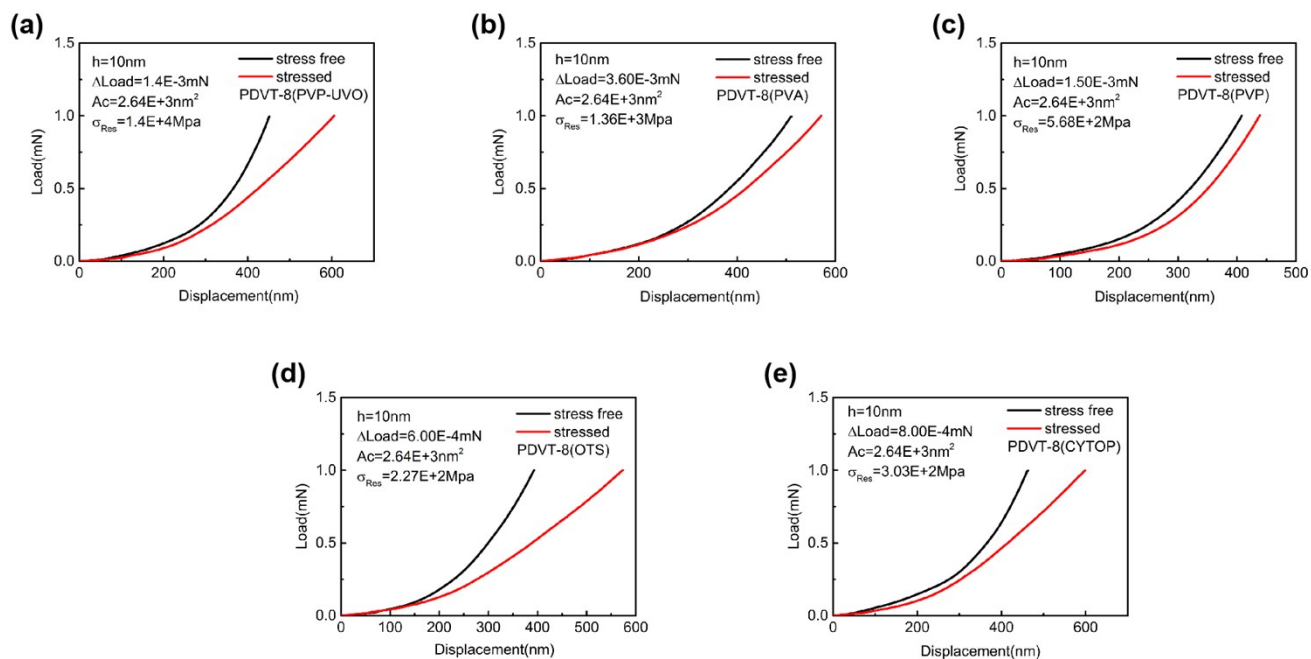 (a)
1.5
1.0
0.5
0.0
Load(mN)
h=10nm
ΔLoad=1.4E-3mN
Ac=2.64E+3nm²
σRes=1.4E+4Mpa
stress free
stressed
PDVT-8(PVP-UVO)
0 200 400 600
Displacement(nm)
(b)
1.5
1.0
0.5
0.0
Load(mN)
h=10nm
ΔLoad=3.60E-3mN
Ac=2.64E+3nm²
σRes=1.36E+3Mpa
stress free
stressed
PDVT-8(PVA)
0 200 400 600
Displacement(nm)
(c)
1.5
1.0
0.5
0.0
Load(mN)
h=10nm
ΔLoad=1.50E-3mN
Ac=2.64E+3nm²
σRes=5.68E+2Mpa
stress free
stressed
PDVT-8(PVP)
0 100 200 300 400 500
Displacement(nm)
(d)
1.5
1.0
0.5
0.0
Load(mN)
h=10nm
ΔLoad=6.00E-4mN
Ac=2.64E+3nm²
σRes=2.27E+2Mpa
stress free
stressed
PDVT-8(OTS)
0 100 200 300 400 500 600
Displacement(nm)
(e)
1.5
1.0
0.5
0.0
Load(mN)
h=10nm
ΔLoad=8.00E-4mN
Ac=2.64E+3nm²
σRes=3.03E+2Mpa
stress free
stressed
PDVT-8(CYTOP)
0 200 400 600
Displacement(nm)